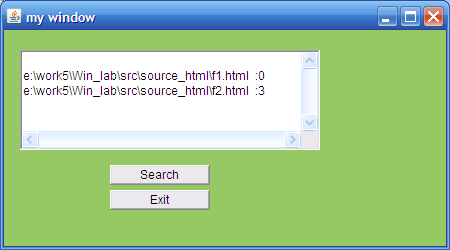 my window
e:\work5\Win_lab\src\source_html\f1.html :0
e:\work5\Win_lab\src\source_html\f2.html :3
Search
Exit